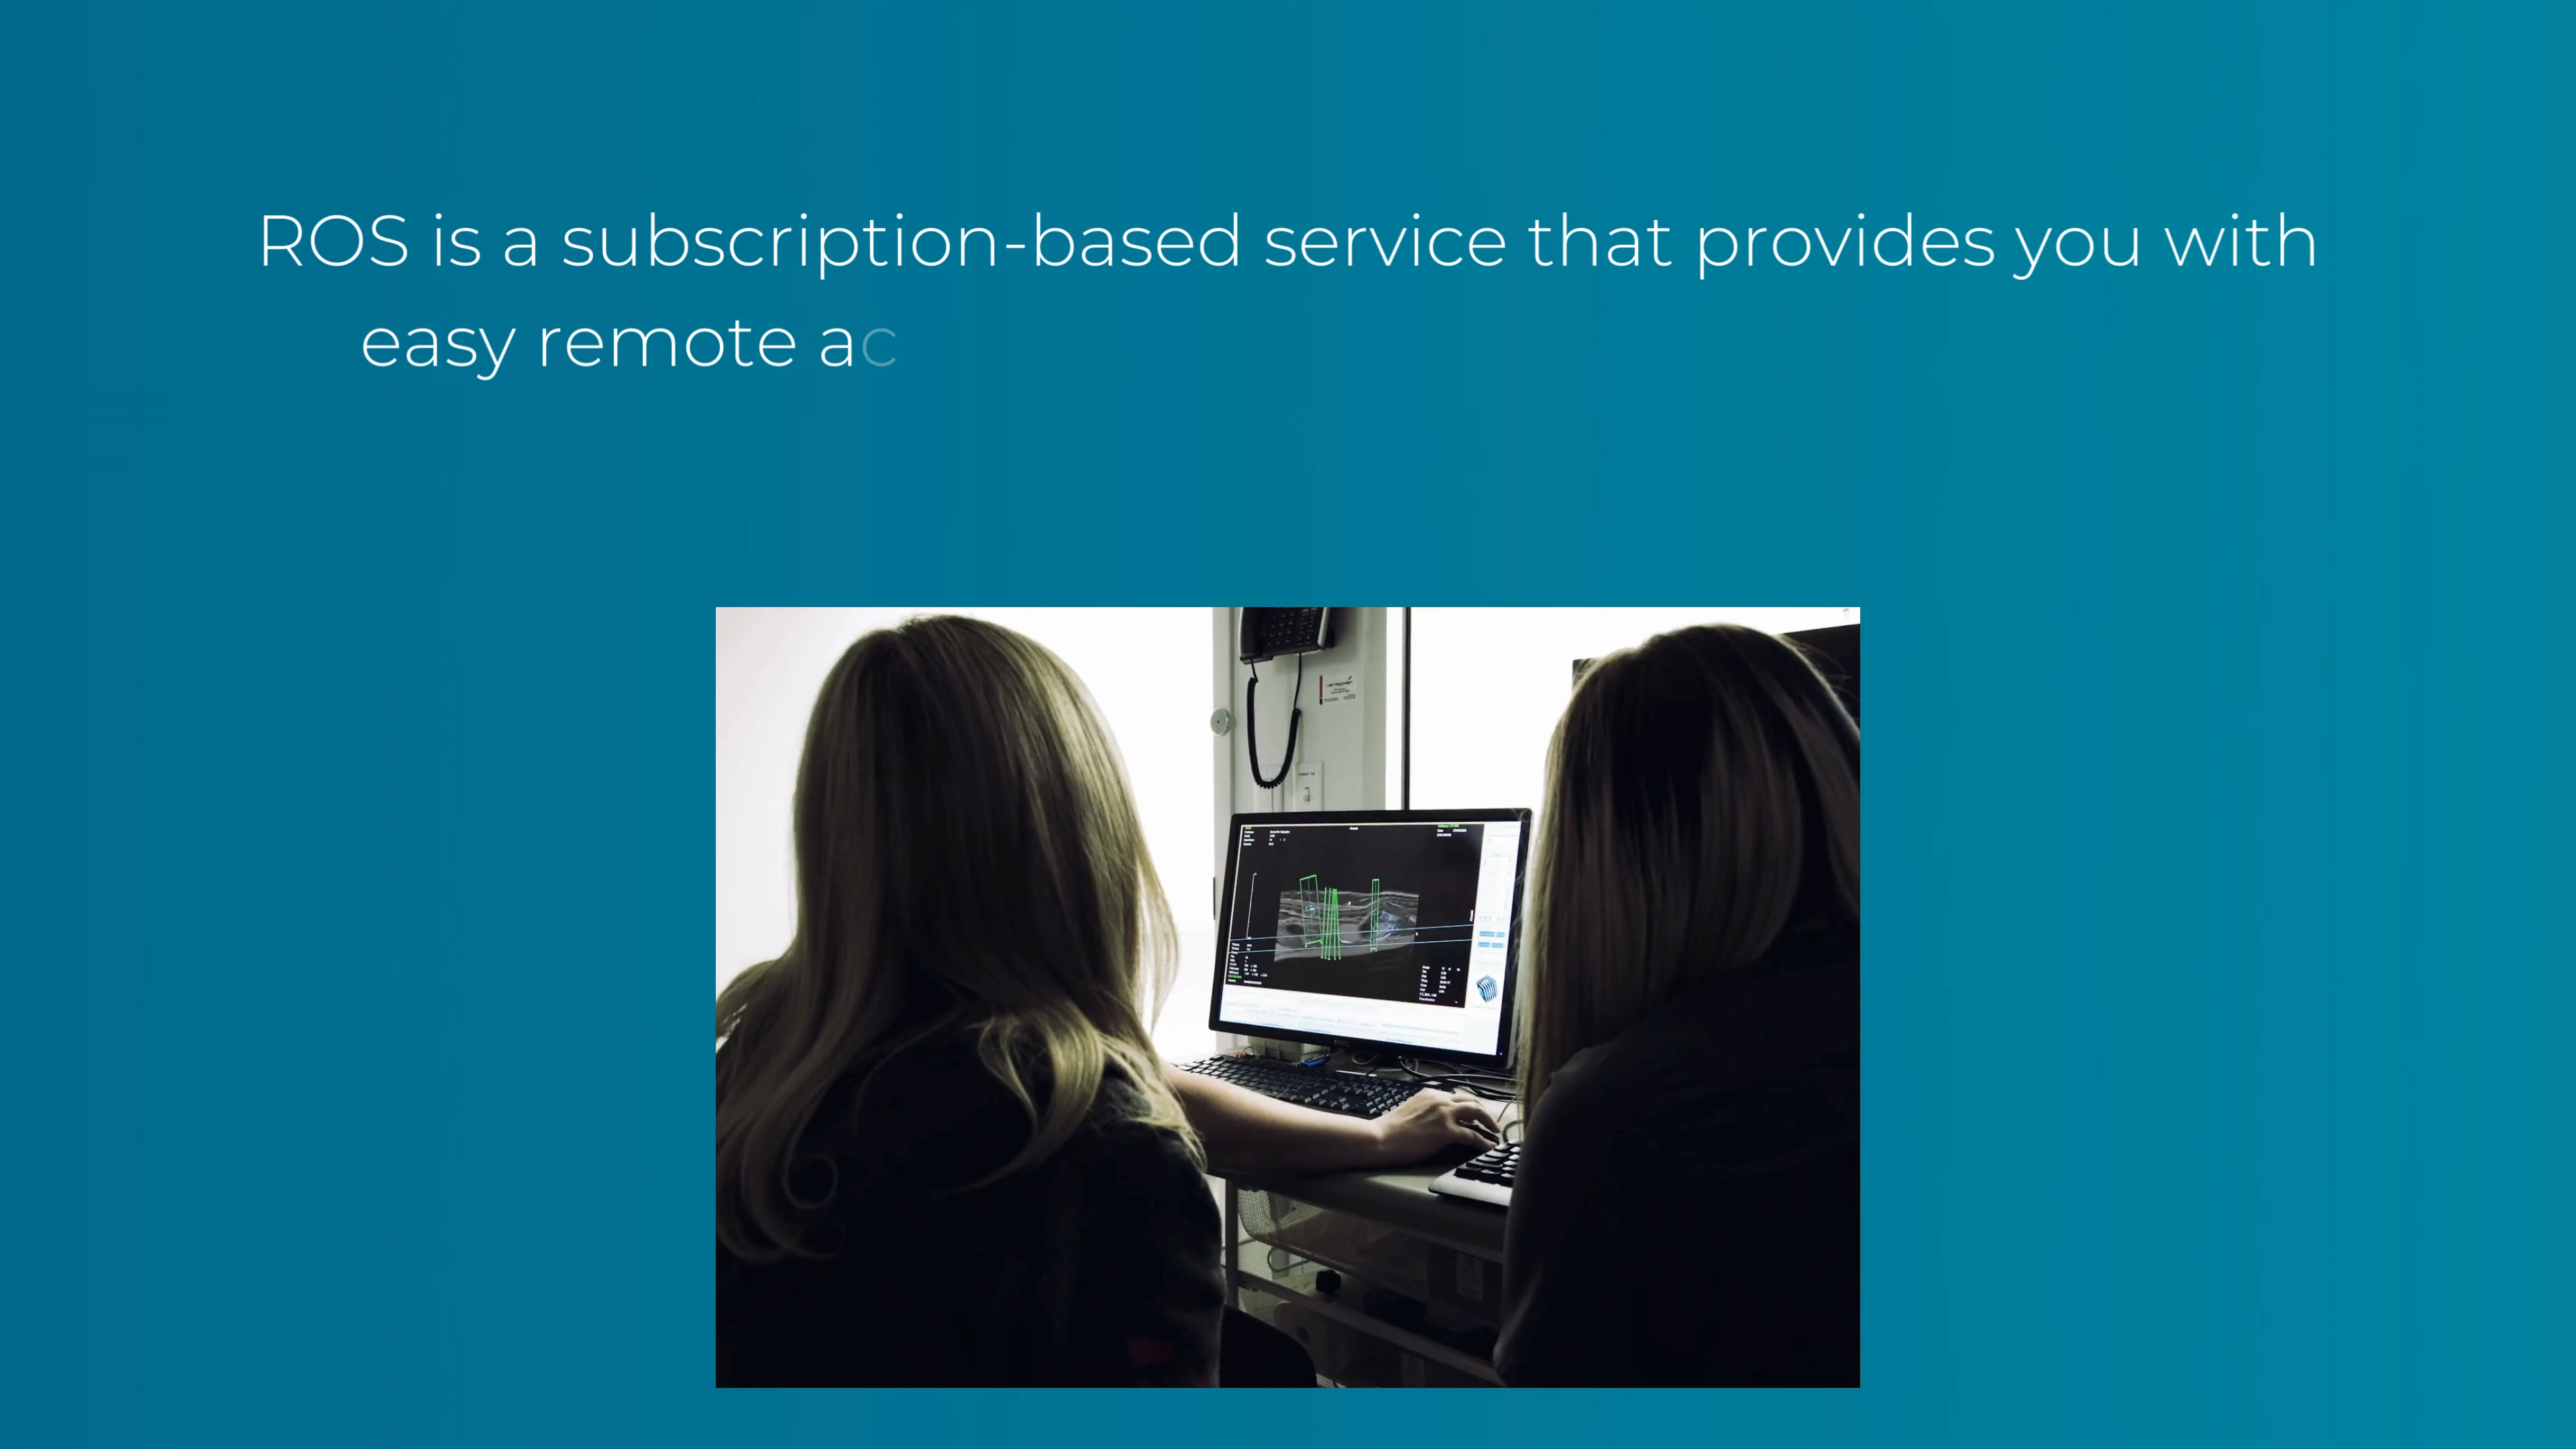 ROS is a subscription-based service that provides you with
easy remote ac